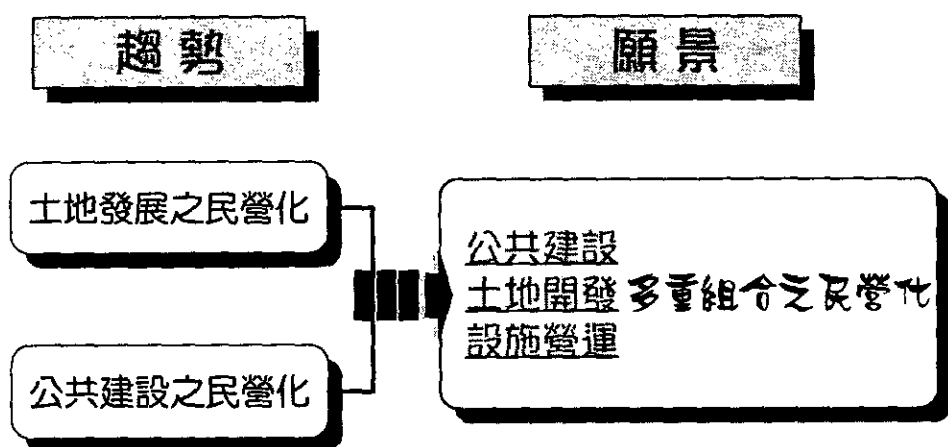 趨勢
願景
土地發展之民營化
公共建設之民營化
公共建設
土地開發多重組合之民營化
設施營運